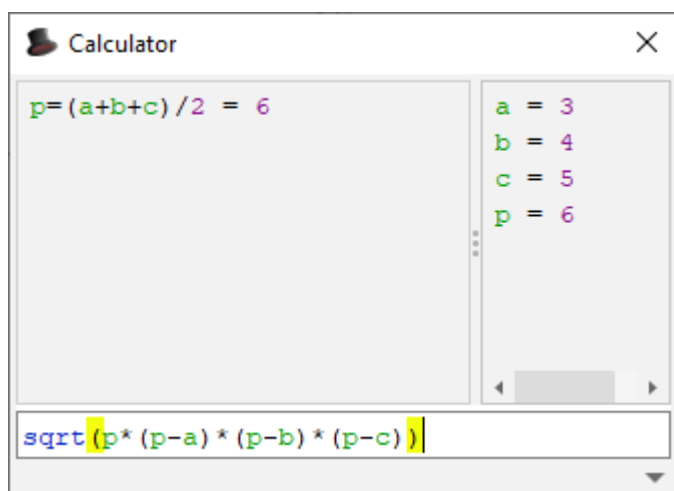 Calculator
p=(a+b+c)/2 = 6
a = 3
b = 4
c = 5
p = 6
sqrt(p*(p-a)*(p-b)*(p-c))